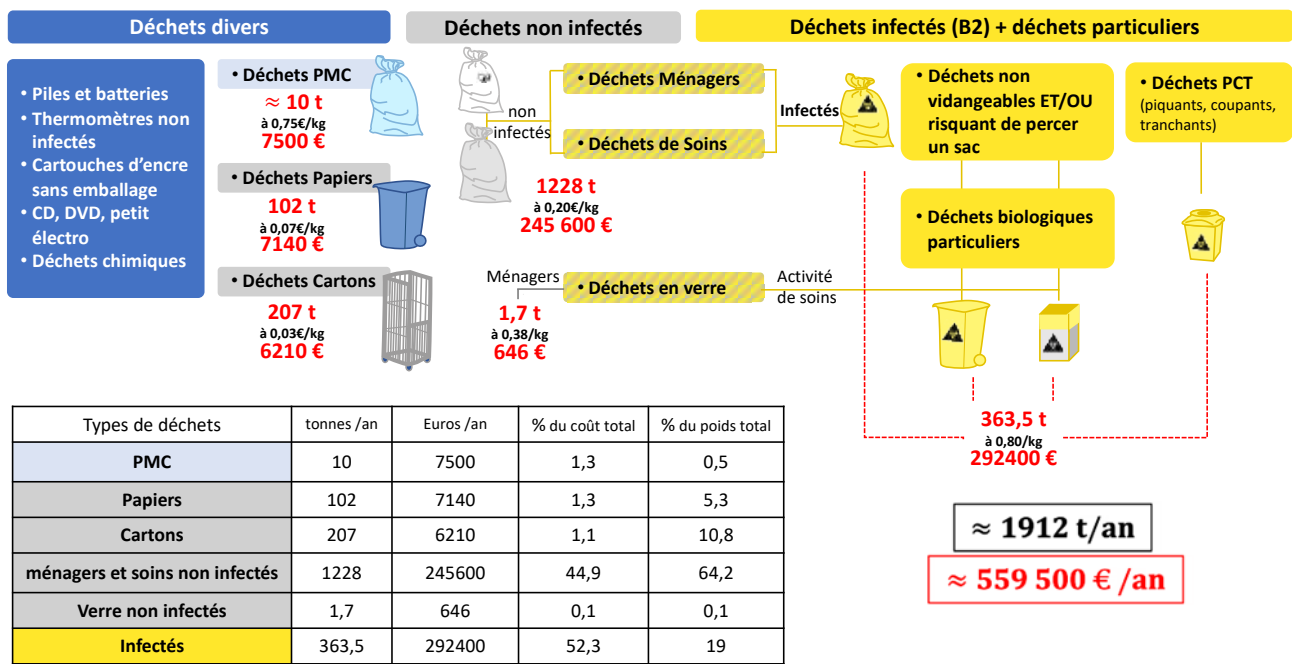 Déchets divers
Déchets non infectés
Déchets infectés (B2) + déchets particuliers
• Piles et batteries
• Thermomètres non
infectés
• Cartouches d'encre
sans emballage
• CD, DVD, petit
électro
• Déchets chimiques
• Déchets PMC
≈ 10 t
à 0,75€/kg
7500 €
• Déchets Papiers
102 t
à 0,07€/kg
7140 €
• Déchets Cartons
207 t
à 0,03€/kg
6210 €
non
infectés
• Déchets Ménagers
• Déchets de Soins
1228 t
à 0,20€/kg
245 600 €
Infectés
Ménagers
• Déchets en verre
Activité
de soins
1,7 t
à 0,38/kg
646 €
• Déchets non
vidangeables ET/OU
risquant de percer
un sac
• Déchets biologiques
particuliers
• Déchets PCT
(piquants, coupants,
tranchants)
363,5 t
à 0,80/kg
292400 €
Types de déchets tonnes /an Euros /an % du coût total % du poids total
PMC 10 7500 1,3 0,5
Papiers 102 7140 1,3 5,3
Cartons 207 6210 1,1 10,8
ménagers et soins non infectés 1228 245600 44,9 64,2
Verre non infectés 1,7 646 0,1 0,1
Infectés 363,5 292400 52,3 19
≈ 1912 t/an
≈ 559 500 € /an